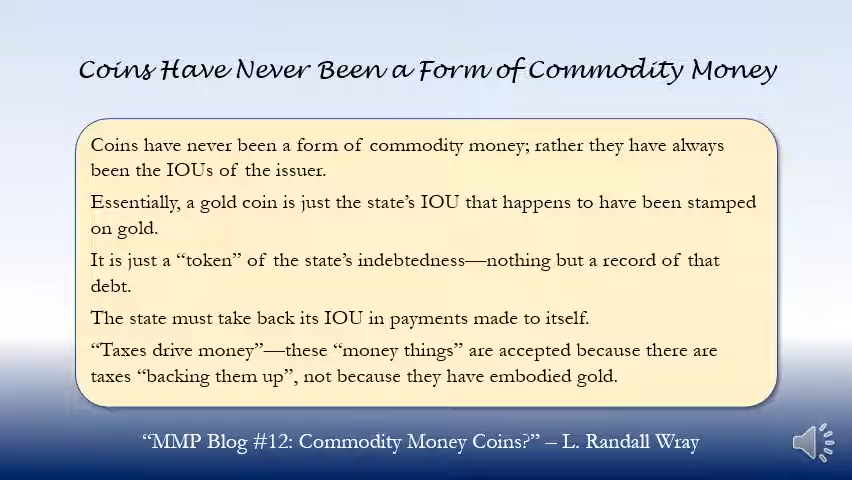 Coins Have Never Been a Form of Commodity Money
Coins have never been a form of commodity money; rather they have always
been the IOUs of the issuer.
Essentially, a gold coin is just the state’s IOU that happens to have been stamped
on gold.
It is just a “token” of the state’s indebtedness—nothing but a record of that
debt.
The state must take back its IOU in payments made to itself.
“Taxes drive money”—these “money things” are accepted because there are
taxes “backing them up”, not because they have embodied gold.
“MMP Blog #12: Commodity Money Coins?” – L. Randall Wray